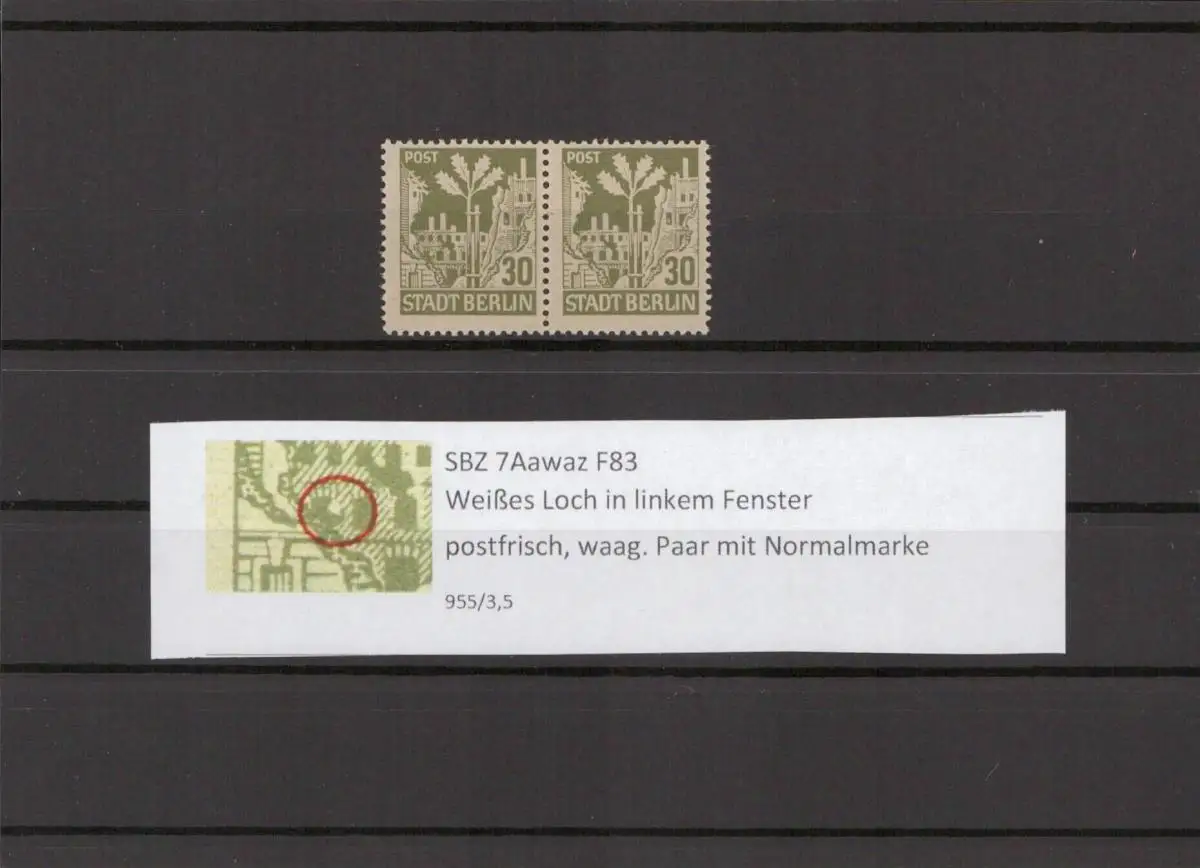 POST POST
30 30
STADT BERLIN STADT BERLIN
SBZ 7Aawaz F83
Weißes Loch in linkem Fenster
postfrisch, waag. Paar mit Normalmarke
955/3,5